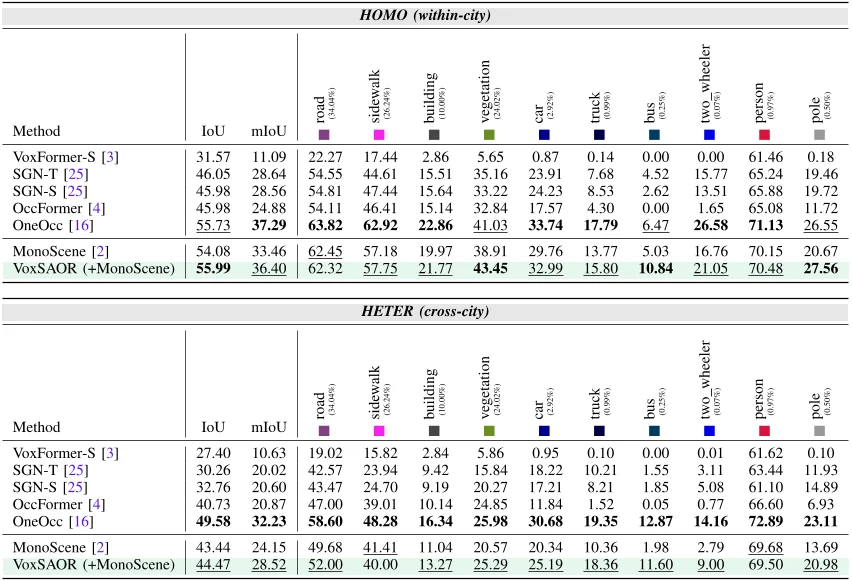 HOMO (within-city)
Method IoU mIoU road (34.04%) sidewalk (26.24%) building (10.00%) vegetation (24.02%) car (2.92%) truck (0.99%) bus (0.25%) two_wheeler (0.07%) person (0.97%) pole (0.50%)
VoxFormer-S [3] 31.57 11.09 22.27 17.44 2.86 5.65 0.87 0.14 0.00 0.00 61.46 0.18
SGN-T [25] 46.05 28.64 54.55 44.61 15.51 35.16 23.91 7.68 4.52 15.77 65.24 19.46
SGN-S [25] 45.98 28.56 54.81 47.44 15.64 33.22 24.23 8.53 2.62 13.51 65.88 19.72
OccFormer [4] 45.98 24.88 54.11 46.41 15.14 32.84 17.57 4.30 0.00 1.65 65.08 11.72
OneOcc [16] 55.73 37.29 63.82 62.92 22.86 41.03 33.74 17.79 6.47 26.58 71.13 26.55
MonoScene [2] 54.08 33.46 62.45 57.18 19.97 38.91 29.76 13.77 5.03 16.76 70.15 20.67
VoxSAOR (+MonoScene) 55.99 36.40 62.32 57.75 21.77 43.45 32.99 15.80 10.84 21.05 70.48 27.56
HETER (cross-city)
Method IoU mIoU road (34.04%) sidewalk (26.24%) building (10.00%) vegetation (24.02%) car (2.92%) truck (0.99%) bus (0.25%) two_wheeler (0.07%) person (0.97%) pole (0.50%)
VoxFormer-S [3] 27.40 10.63 19.02 15.82 2.84 5.86 0.95 0.10 0.00 0.01 61.62 0.10
SGN-T [25] 30.26 20.02 42.57 23.94 9.42 15.84 18.22 10.21 1.55 3.11 63.44 11.93
SGN-S [25] 32.76 20.60 43.47 24.70 9.19 20.27 17.21 8.21 1.85 5.08 61.10 14.89
OccFormer [4] 40.73 20.87 47.00 39.01 10.14 24.85 11.84 1.52 0.05 0.77 66.60 6.93
OneOcc [16] 49.58 32.23 58.60 48.28 16.34 25.98 30.68 19.35 12.87 14.16 72.89 23.11
MonoScene [2] 43.44 24.15 49.68 41.41 11.04 20.57 20.34 10.36 1.98 2.79 69.68 13.69
VoxSAOR (+MonoScene) 44.47 28.52 52.00 40.00 13.27 25.29 25.19 18.36 11.60 9.00 69.50 20.98